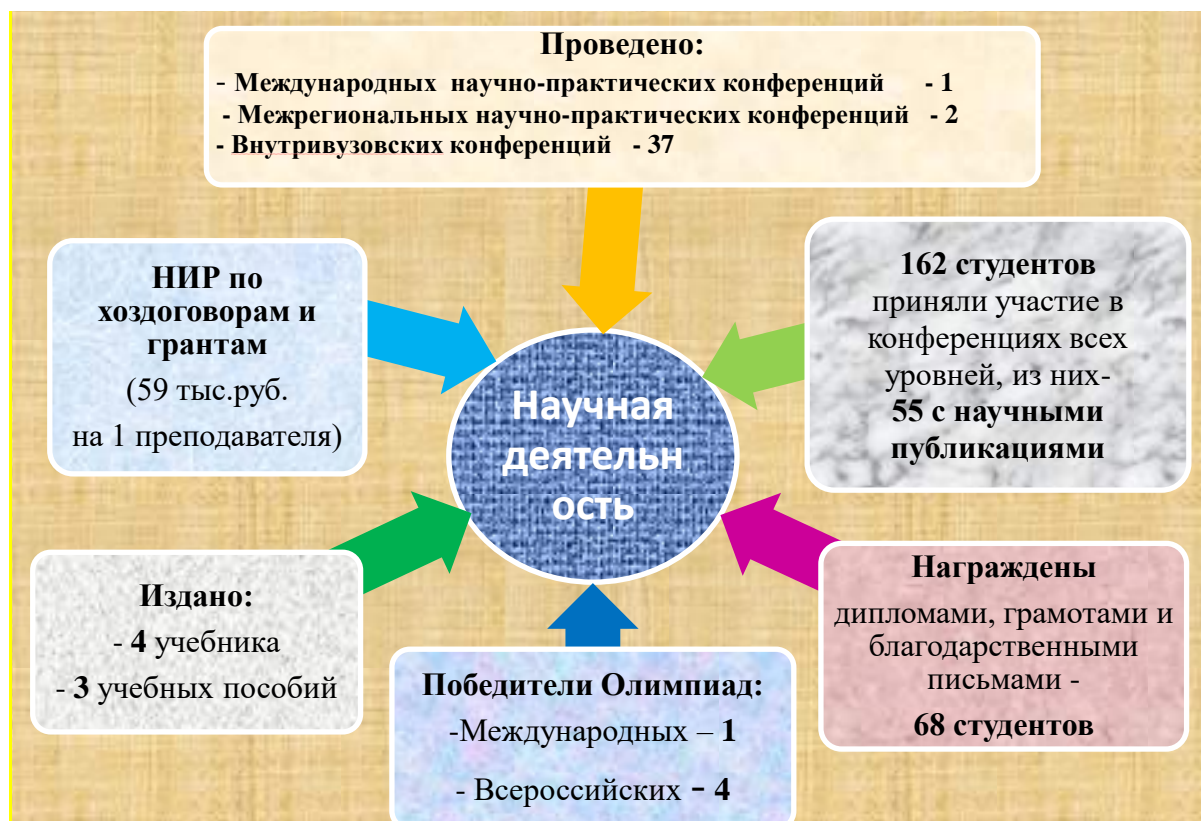 Проведено:
- Международных научно-практических конференций - 1
- Межрегиональных научно-практических конференций - 2
- Внутривузовских конференций - 37
НИР по
хоздоговорам и
грантам
(59 тыс.руб.
на 1 преподавателя)
162 студентов
приняли участие в
конференциях всех
уровней, из них-
55 с научными
публикациями
Научная
деятельн
ость
Издано:
- 4 учебника
- 3 учебных пособий
Победители Олимпиад:
-Международных – 1
- Всероссийских - 4
Награждены
дипломами, грамотами и
благодарственными
письмами -
68 студентов